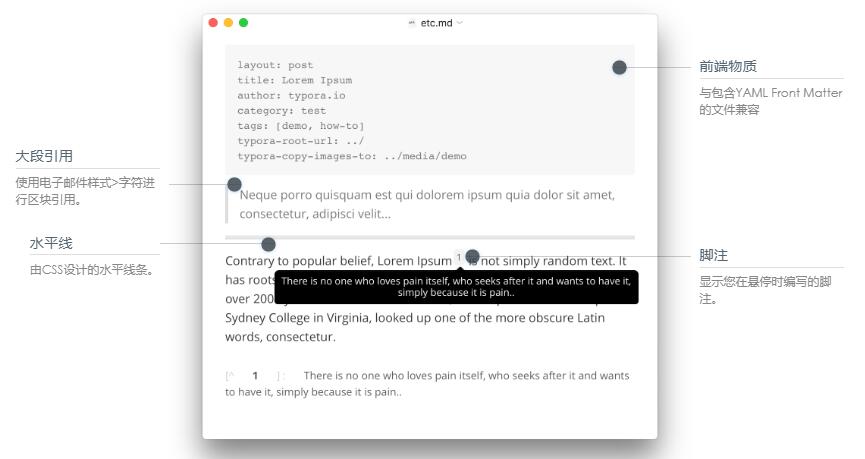 etc.md
layout: post
title: Lorem Ipsum
author: typora.io
category: test
tags: [demo, how-to]
typora-root-url: ../
typora-copy-images-to: ../media/demo
前端物质
与包含YAML Front Matter
的文件兼容
大段引用
使用电子邮件样式>字符进
行区块引用。
Neque porro quisquam est qui dolorem ipsum quia dolor sit amet,
consectetur, adipisci velit...
水平线
由CSS设计的水平线条。
Contrary to popular belief, Lorem Ipsum 1 is not simply random text. It
has roots
There is no one who loves pain itself, who seeks after it and wants to have it,
simply because it is pain..
over 200
Sydney College in Virginia, looked up one of the more obscure Latin
words, consectetur.
脚注
显示您在悬停时编写的脚
注。
[^ 1 ]: There is no one who loves pain itself, who seeks after it and wants
to have it, simply because it is pain..